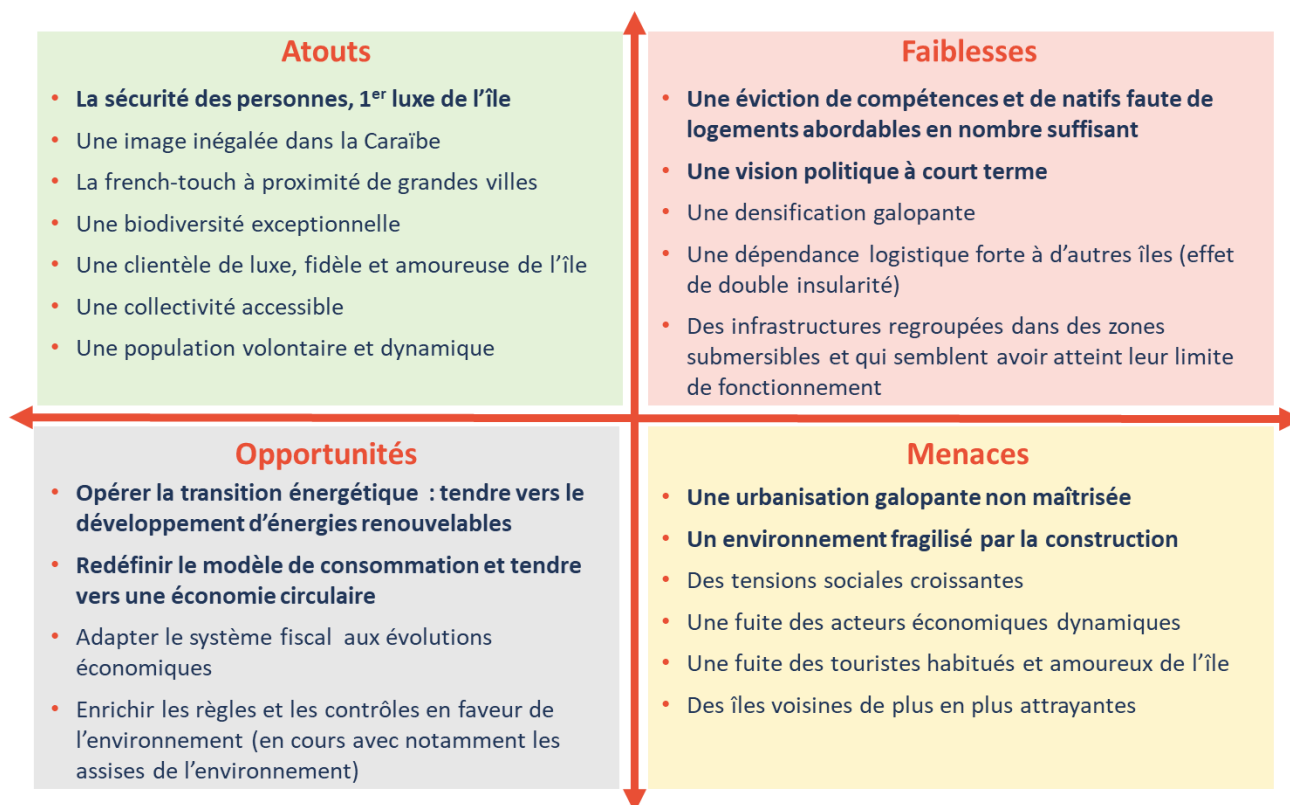 Atouts
• La sécurité des personnes, 1er luxe de l’île
• Une image inégalée dans la Caraïbe
• La french-touch à proximité de grandes villes
• Une biodiversité exceptionnelle
• Une clientèle de luxe, fidèle et amoureuse de l’île
• Une collectivité accessible
• Une population volontaire et dynamique
Faiblesses
• Une éviction de compétences et de natifs faute de
logements abordables en nombre suffisant
• Une vision politique à court terme
• Une densification galopante
• Une dépendance logistique forte à d’autres îles (effet
de double insularité)
• Des infrastructures regroupées dans des zones
submersibles et qui semblent avoir atteint leur limite
de fonctionnement
Opportunités
• Opérer la transition énergétique : tendre vers le
développement d’énergies renouvelables
• Redéfinir le modèle de consommation et tendre
vers une économie circulaire
• Adapter le système fiscal aux évolutions
économiques
• Enrichir les règles et les contrôles en faveur de
l’environnement (en cours avec notamment les
assises de l’environnement)
Menaces
• Une urbanisation galopante non maîtrisée
• Un environnement fragilisé par la construction
• Des tensions sociales croissantes
• Une fuite des acteurs économiques dynamiques
• Une fuite des touristes habitués et amoureux de l’île
• Des îles voisines de plus en plus attrayantes